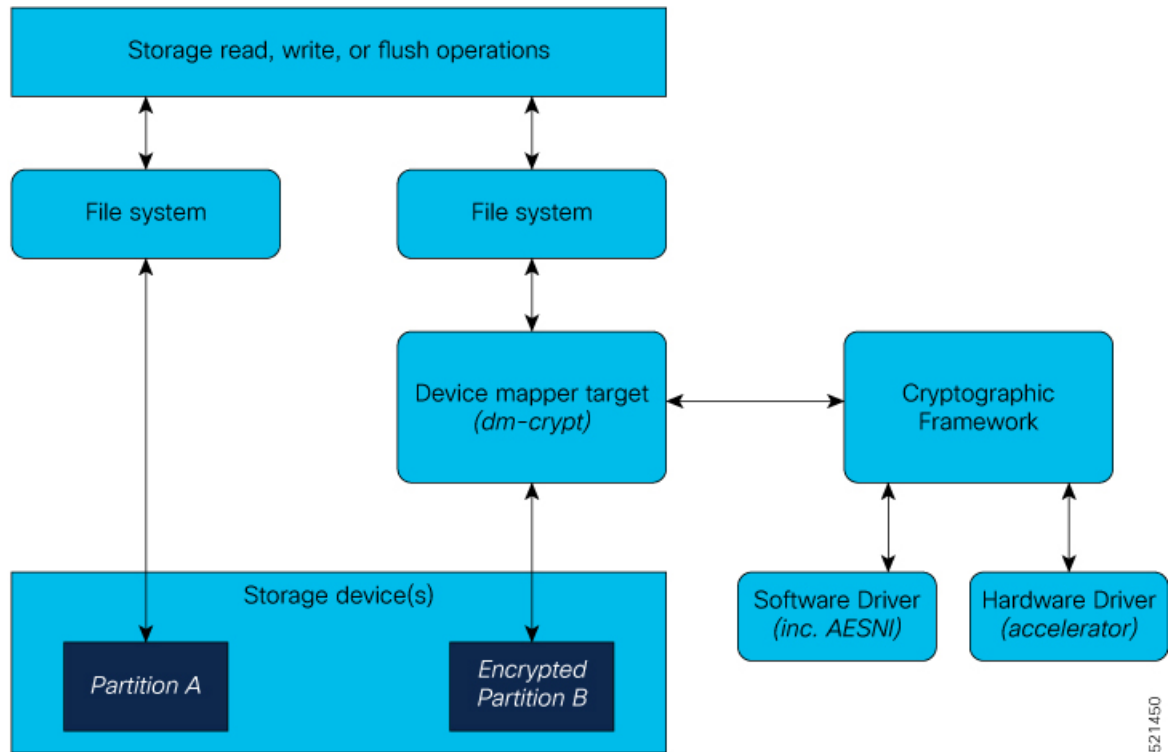 Storage read, write, or flush operations
File system
File system
Device mapper target
(dm-crypt)
Cryptographic
Framework
Storage device(s)
Software Driver
(inc. AESNI)
Hardware Driver
(accelerator)
Partition A
Encrypted
Partition B
521450